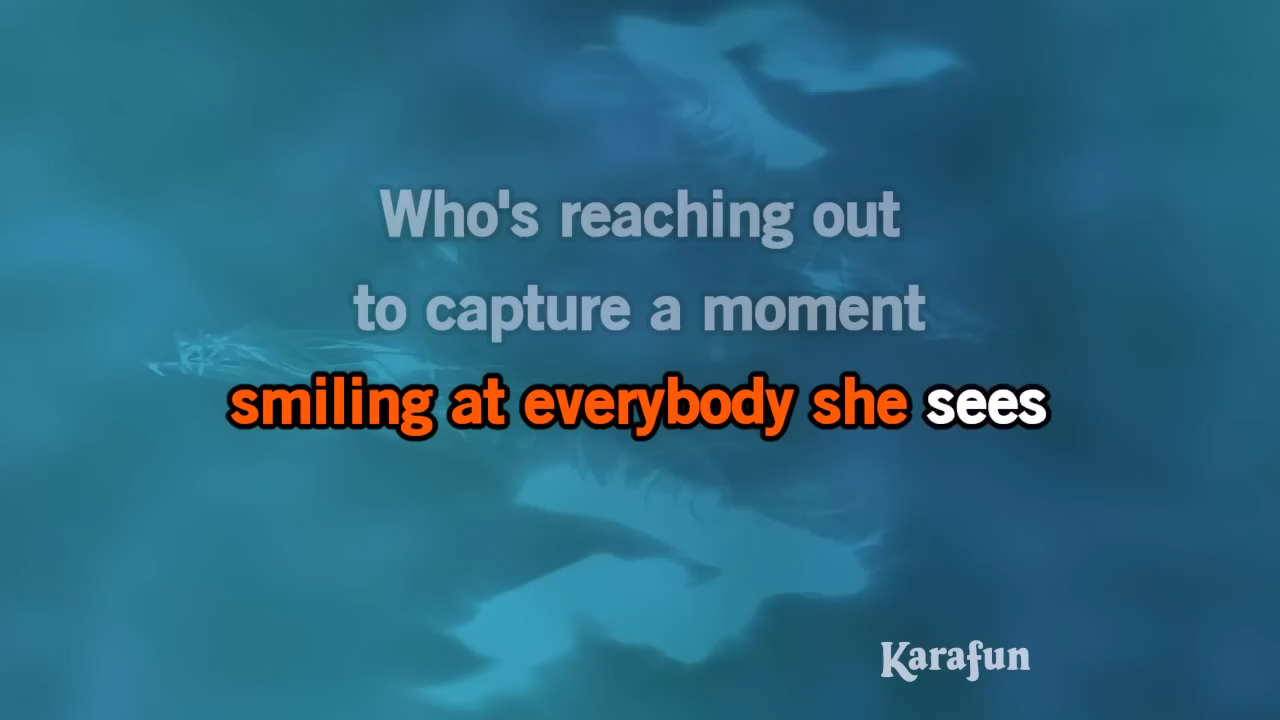 Who's reaching out
to capture a moment
smiling at everybody she sees
Karafun